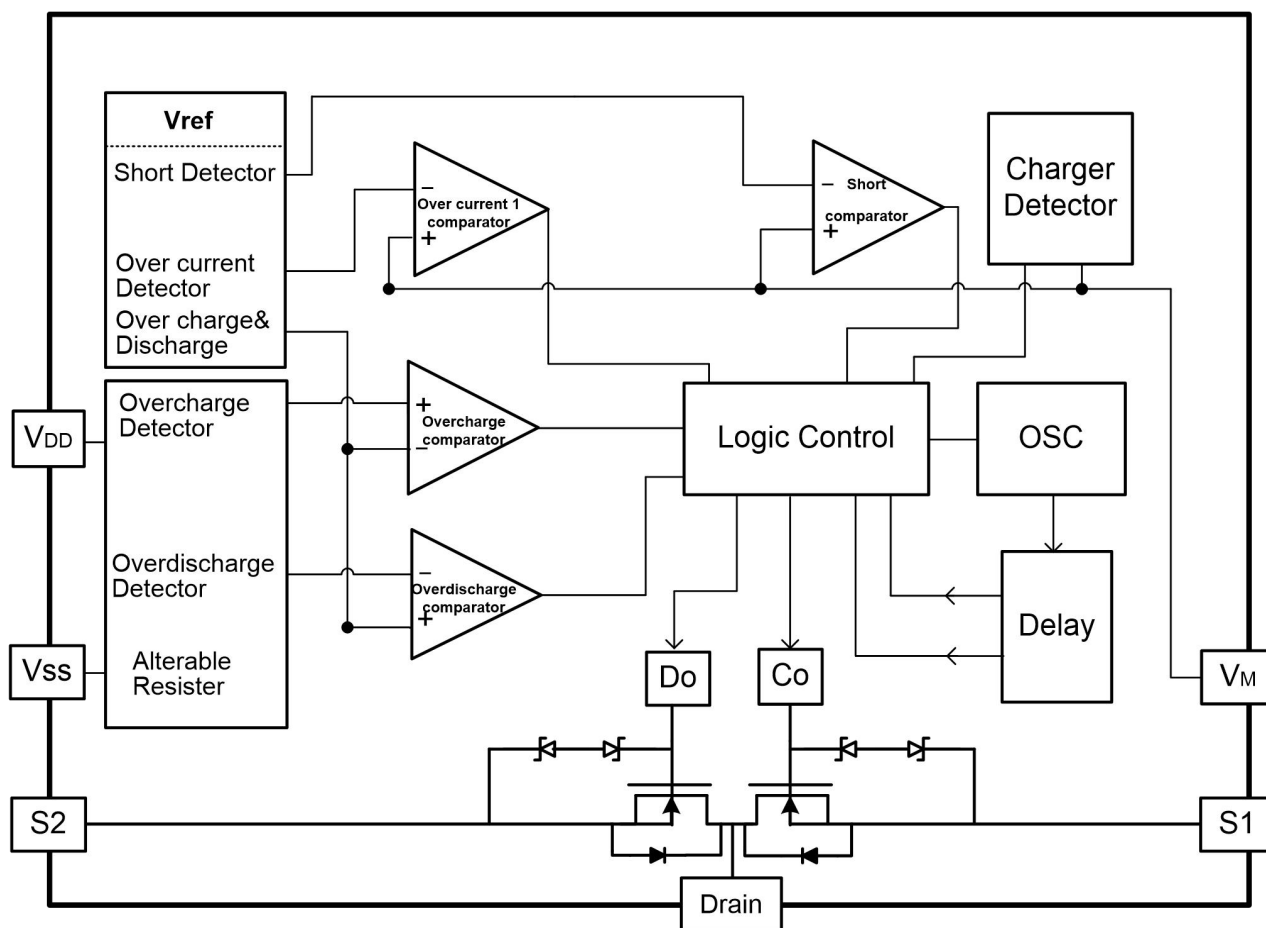 Vref
Short Detector
Over current
Detector
Over charge&
Discharge
−
Over current 1
comparator
+
− Short
comparator
+
Charger
Detector
Overcharge
Detector
Overdischarge
Detector
Alterable
Resister
+
Overcharge
comparator
−
−
Overdischarge
comparator
+
Logic Control
OSC
Delay
VDD
Vss
Do
Co
VM
S2
S1
Drain